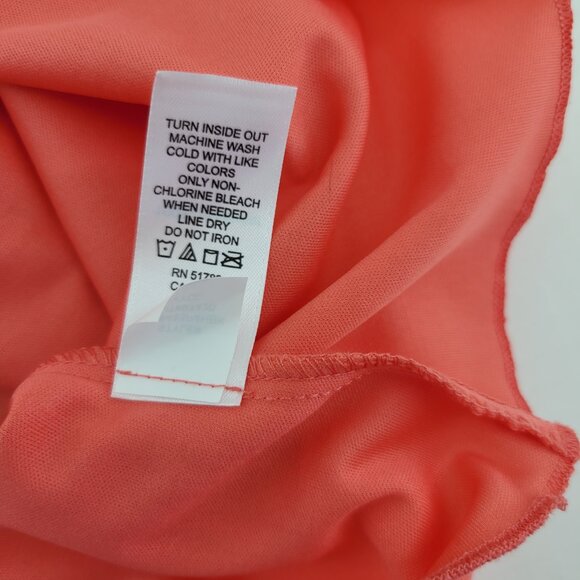 TURN INSIDE OUT
MACHINE WASH
COLD WITH LIKE
COLORS
ONLY NON-
CHLORINE BLEACH
WHEN NEEDED
LINE DRY
DO NOT IRON
RN